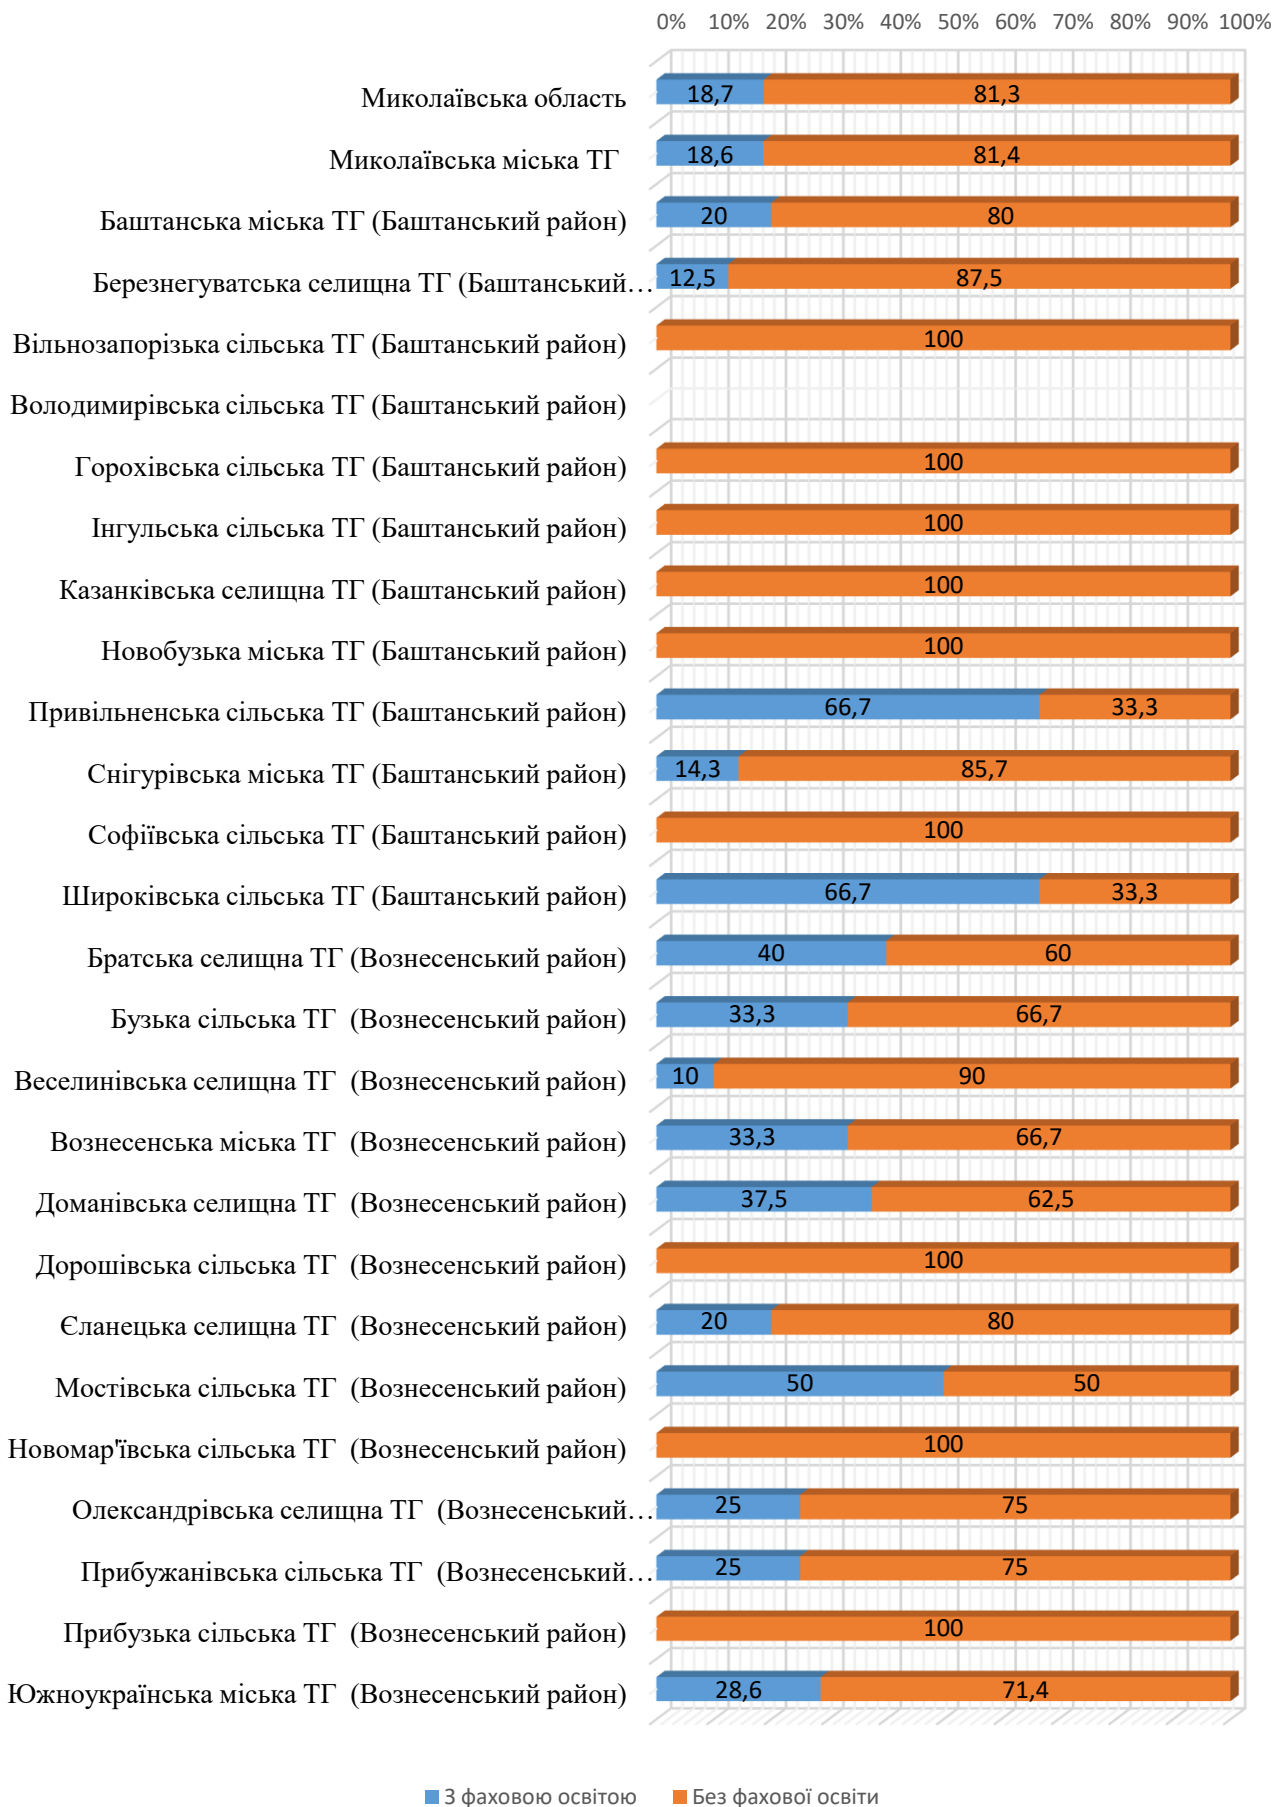 0% 10% 20% 30% 40% 50% 60% 70% 80% 90% 100%
Миколаївська область 18,7 81,3
Миколаївська міська ТГ 18,6 81,4
Баштанська міська ТГ (Баштанський район) 20 80
Березнегуватська селищна ТГ (Баштанський… 12,5 87,5
Вільнозапорізька сільська ТГ (Баштанський район) 100
Володимирівська сільська ТГ (Баштанський район)
Горохівська сільська ТГ (Баштанський район) 100
Інгульська сільська ТГ (Баштанський район) 100
Казанківська селищна ТГ (Баштанський район) 100
Новобузька міська ТГ (Баштанський район) 100
Привільненська сільська ТГ (Баштанський район) 66,7 33,3
Снігурівська міська ТГ (Баштанський район) 14,3 85,7
Софіївська сільська ТГ (Баштанський район) 100
Широківська сільська ТГ (Баштанський район) 66,7 33,3
Братська селищна ТГ (Вознесенський район) 40 60
Бузька сільська ТГ (Вознесенський район) 33,3 66,7
Веселинівська селищна ТГ (Вознесенський район) 10 90
Вознесенська міська ТГ (Вознесенський район) 33,3 66,7
Доманівська селищна ТГ (Вознесенський район) 37,5 62,5
Дорошівська сільська ТГ (Вознесенський район) 100
Єланецька селищна ТГ (Вознесенський район) 20 80
Мостівська сільська ТГ (Вознесенський район) 50 50
Новомар'ївська сільська ТГ (Вознесенський район) 100
Олександрівська селищна ТГ (Вознесенський… 25 75
Прибужанівська сільська ТГ (Вознесенський… 25 75
Прибузька сільська ТГ (Вознесенський район) 100
Южноукраїнська міська ТГ (Вознесенський район) 28,6 71,4
З фаховою освітою Без фахової освіти